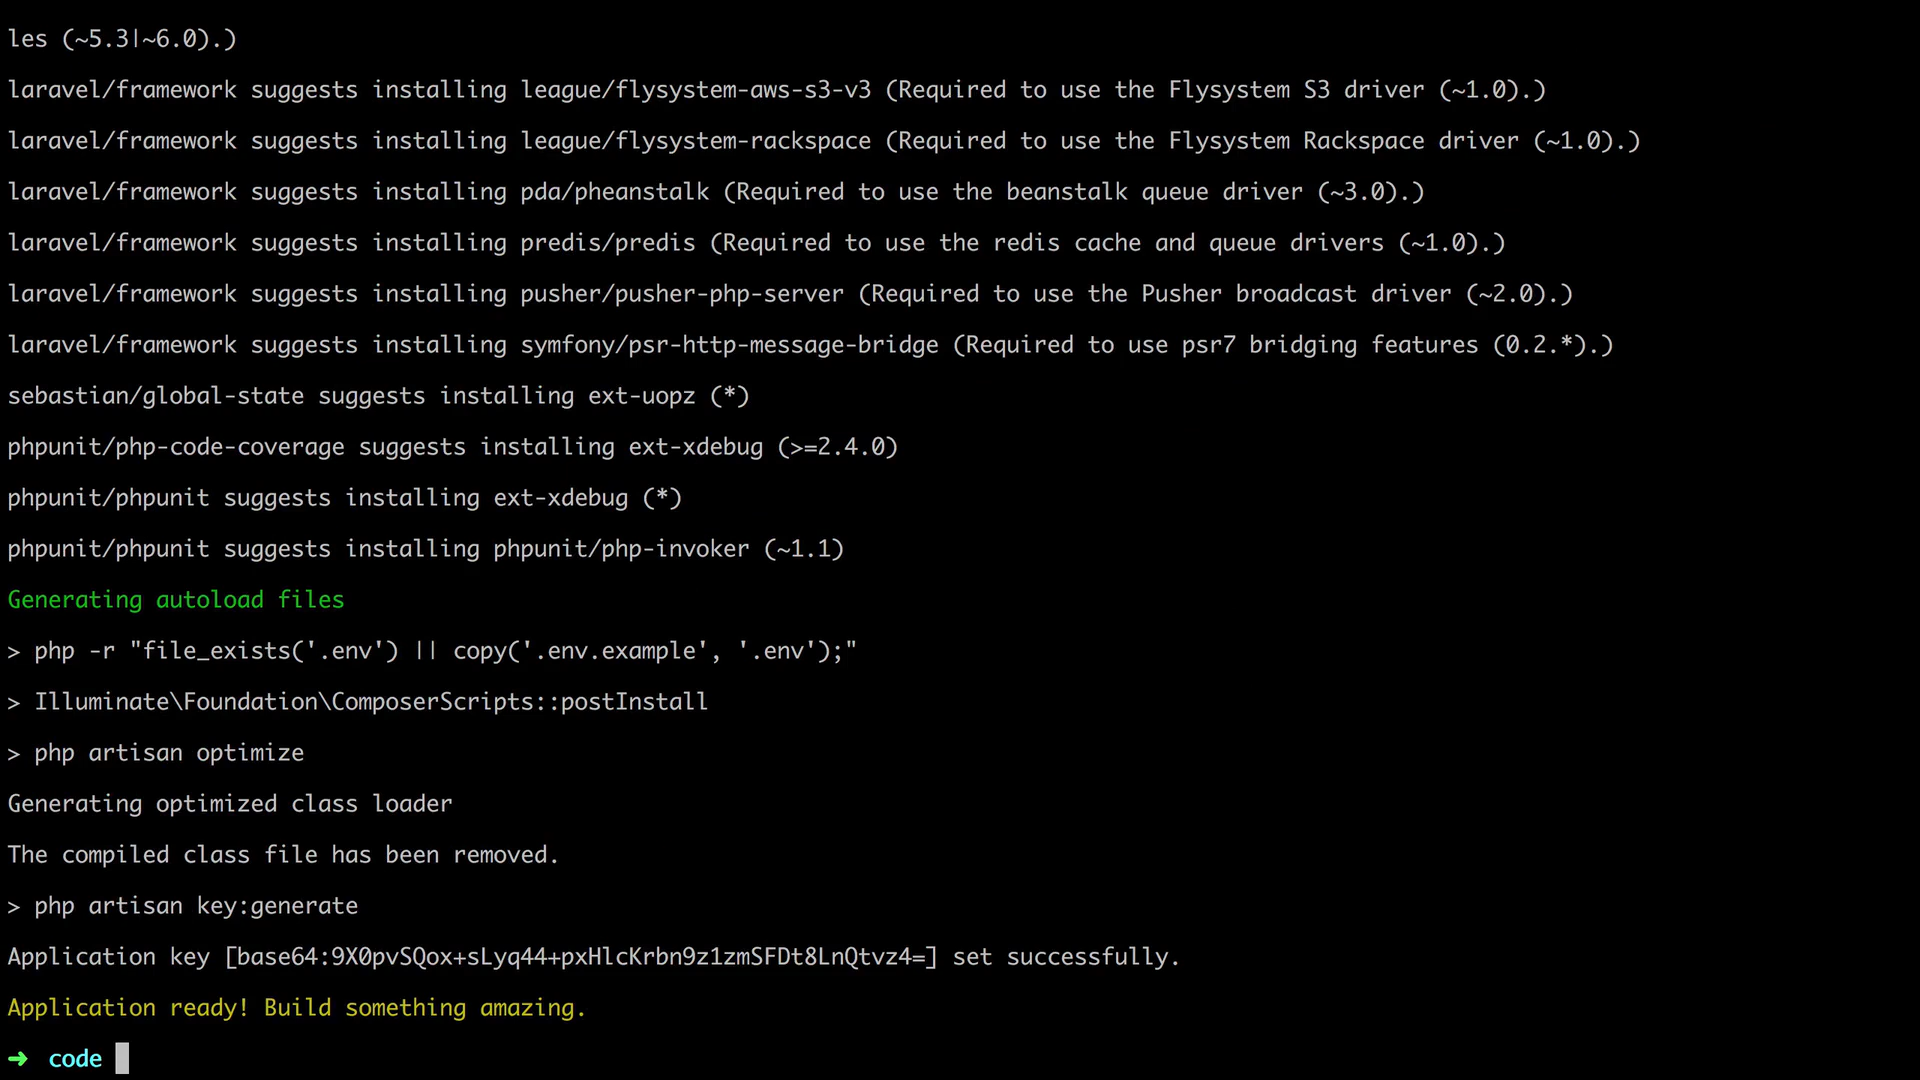 les (~5.3|~6.0).)
laravel/framework suggests installing league/flysystem-aws-s3-v3 (Required to use the Flysystem S3 driver (~1.0).)
laravel/framework suggests installing league/flysystem-rackspace (Required to use the Flysystem Rackspace driver (~1.0).)
laravel/framework suggests installing pda/pheanstalk (Required to use the beanstalk queue driver (~3.0).)
laravel/framework suggests installing predis/predis (Required to use the redis cache and queue drivers (~1.0).)
laravel/framework suggests installing pusher/pusher-php-server (Required to use the Pusher broadcast driver (~2.0).)
laravel/framework suggests installing symfony/psr-http-message-bridge (Required to use psr7 bridging features (0.2.*).)
sebastian/global-state suggests installing ext-uopz (*)
phpunit/php-code-coverage suggests installing ext-xdebug (>=2.4.0)
phpunit/phpunit suggests installing ext-xdebug (*)
phpunit/phpunit suggests installing phpunit/php-invoker (~1.1)
Generating autoload files
> php -r "file_exists('.env') || copy('.env.example', '.env');"
> Illuminate\Foundation\ComposerScripts::postInstall
> php artisan optimize
Generating optimized class loader
The compiled class file has been removed.
> php artisan key:generate
Application key [base64:9X0pvSQox+sLyq44+pxHlcKrbn9z1zmSFDt8LnQtvz4=] set successfully.
Application ready! Build something amazing.
➜ code